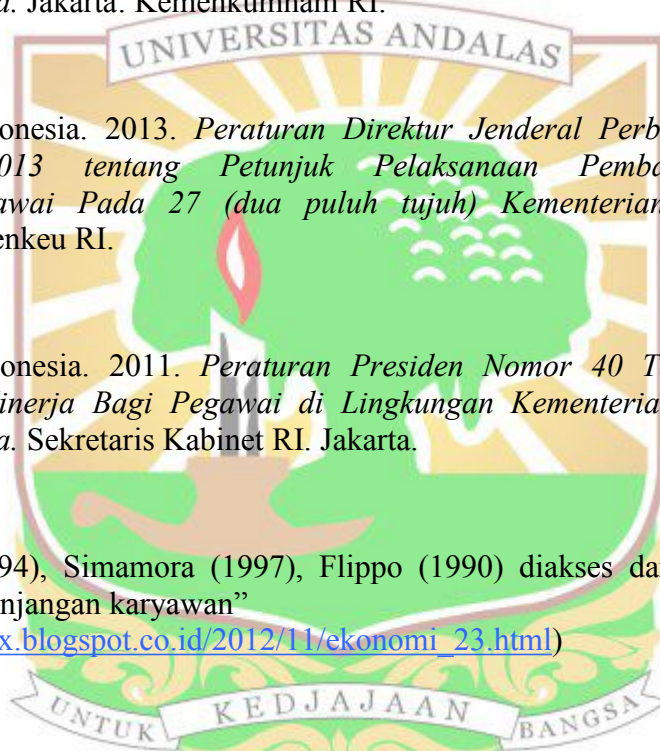 a. Jakarta: Kemenkumham RI.
UNIVERSITAS ANDALAS
onesia. 2013. Peraturan Direktur Jenderal Perb
013 tentang Petunjuk Pelaksanaan Pemba
awai Pada 27 (dua puluh tujuh) Kementerian
enkeu RI.
onesia. 2011. Peraturan Presiden Nomor 40 T
inerja Bagi Pegawai di Lingkungan Kementeria
a. Sekretaris Kabinet RI. Jakarta.
94), Simamora (1997), Flippo (1990) diakses da
njangan karyawan”
x.blogspot.co.id/2012/11/ekonomi_23.html)
UNTUK KEDJAJAAN BANGSA